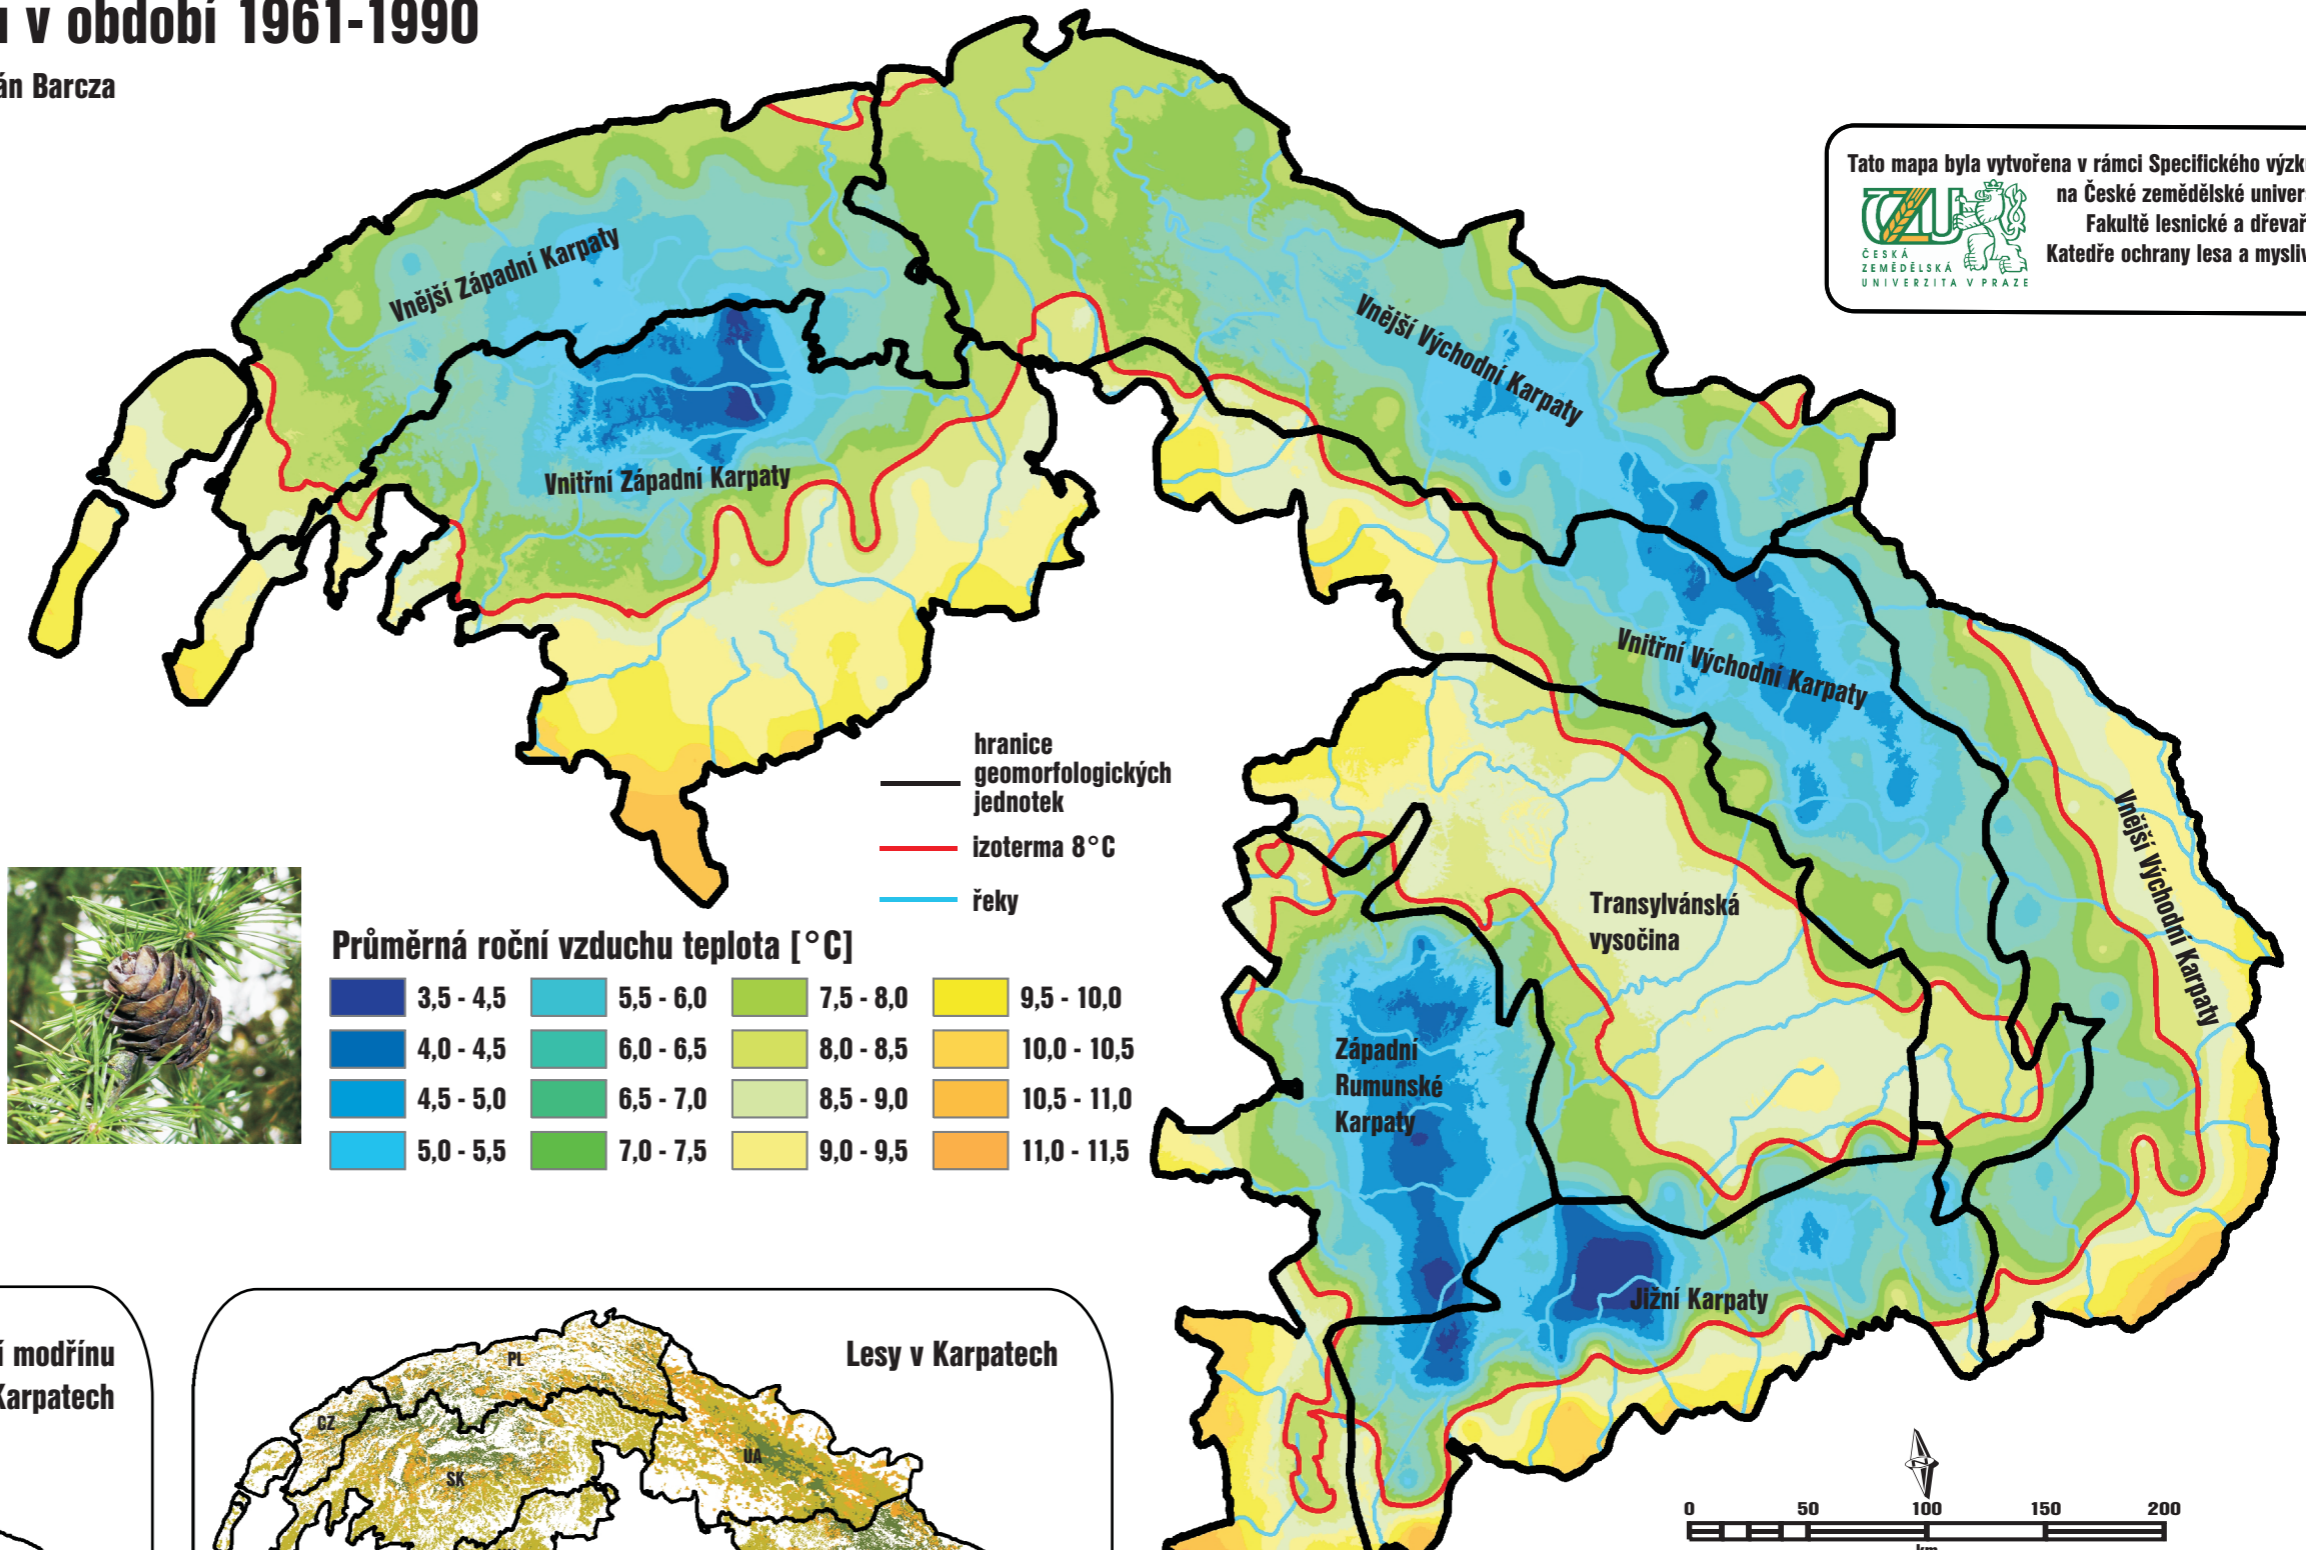 v období 1961-1990
án Barcza
Tato mapa byla vytvořena v rámci Specifického
na České zemědělské
Fakultě lesnické a
Katedře ochrany lesa a
CZU
ČESKÁ
ZEMĚDĚLSKÁ
UNIVERZITA V PRAZE
Vnější Západní Karpaty
Vnitřní Západní Karpaty
Vnější Východní Karpaty
Vnitřní Východní Karpaty
Vnější Východní Karpaty
Transylvánská
vysočina
Západní
Rumunské
Karpaty
Jižní Karpaty
hranice
geomorfologických
jednotek
izoterma 8°C
řeky
Průměrná roční vzduchu teplota [°C]
3,5 - 4,5
4,0 - 4,5
4,5 - 5,0
5,0 - 5,5
5,5 - 6,0
6,0 - 6,5
6,5 - 7,0
7,0 - 7,5
7,5 - 8,0
8,0 - 8,5
8,5 - 9,0
9,0 - 9,5
9,5 - 10,0
10,0 - 10,5
10,5 - 11,0
11,0 - 11,5
í modřínu
Karpatech
Lesy v Karpatech
PL
CZ
SK
UA
0 50 100 150 200
km